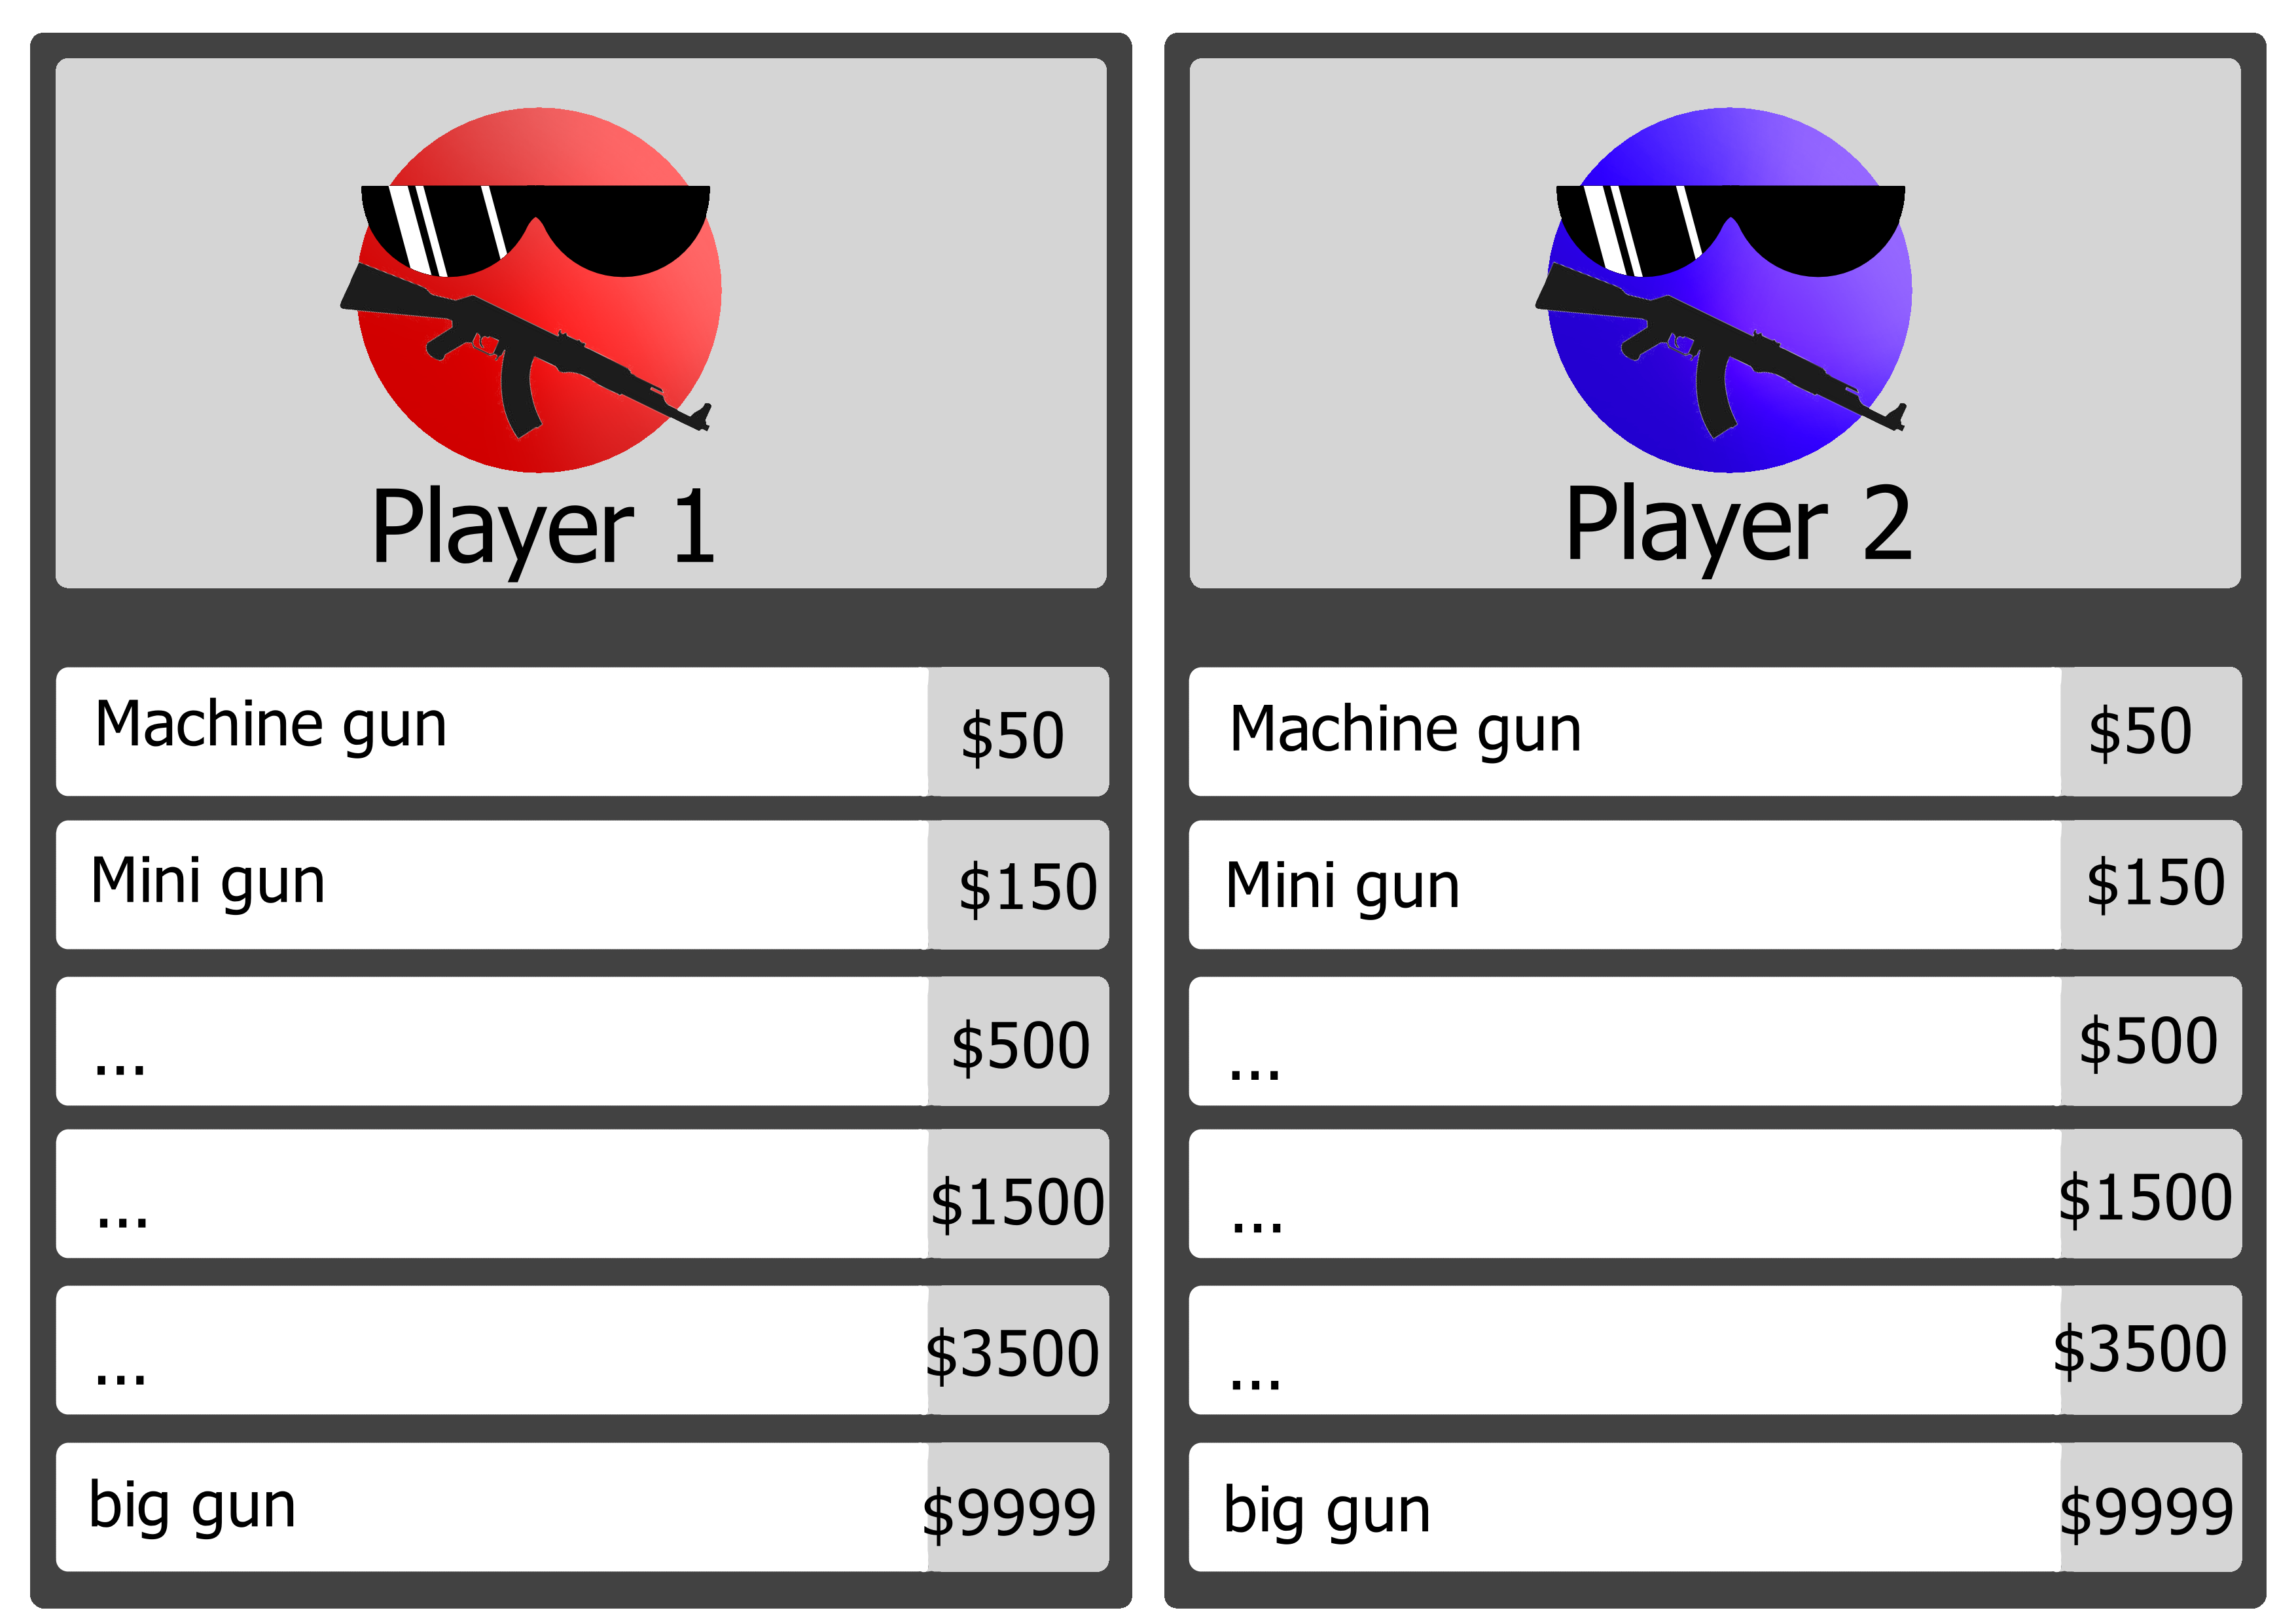 Player 1
Machine gun $50
Mini gun $150
... $500
... $1500
... $3500
big gun $9999
Player 2
Machine gun $50
Mini gun $150
... $500
... $1500
... $3500
big gun $9999